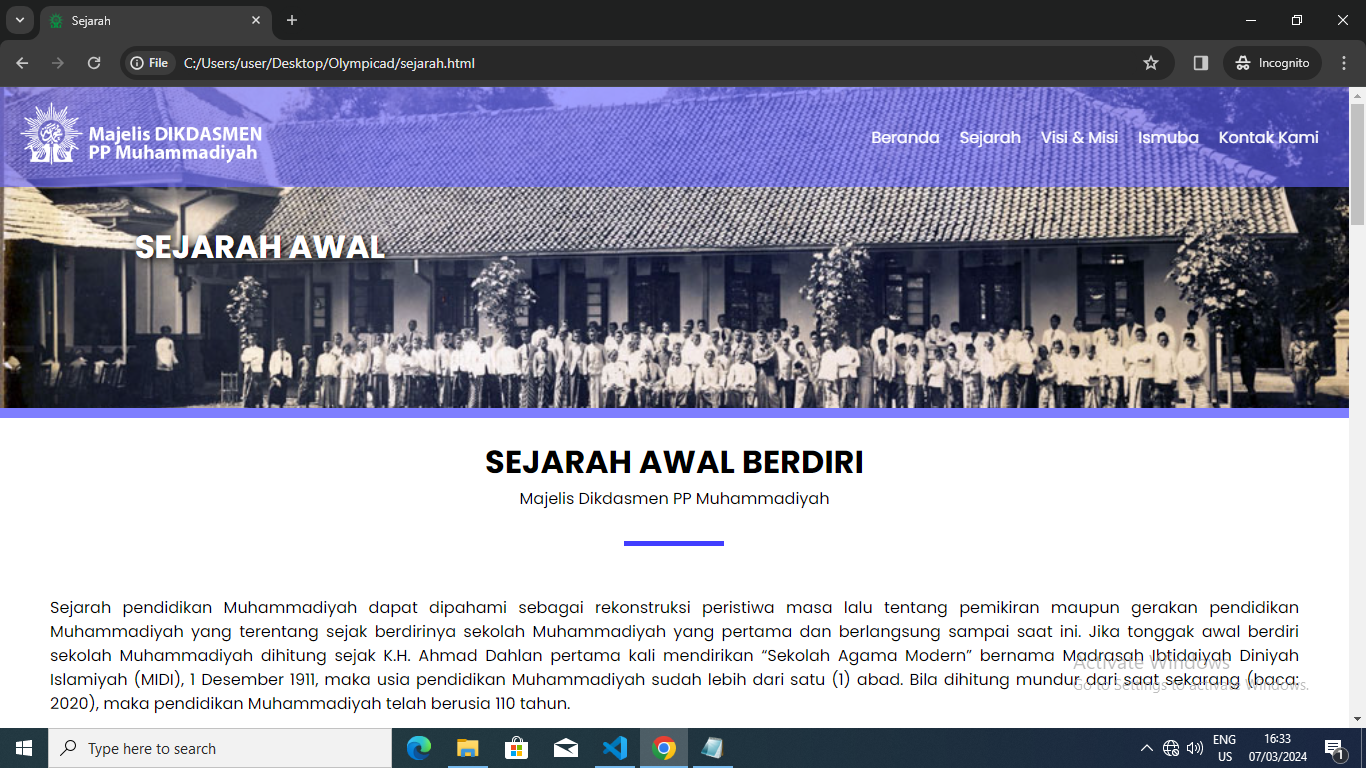 Sejarah
File
C:/Users/user/Desktop/Olympicad/sejarah.html
Incognito
Majelis DIKDASMEN
PP Muhammadiyah
Beranda Sejarah Visi & Misi Ismuba Kontak Kami
SEJARAH AWAL
SEJARAH AWAL BERDIRI
Majelis Dikdasmen PP Muhammadiyah
Sejarah pendidikan Muhammadiyah dapat dipahami sebagai rekonstruksi peristiwa masa lalu tentang pemikiran maupun gerakan pendidikan
Muhammadiyah yang terentang sejak berdirinya sekolah Muhammadiyah yang pertama dan berlangsung sampai saat ini. Jika tonggak awal berdiri
sekolah Muhammadiyah dihitung sejak K.H. Ahmad Dahlan pertama kali mendirikan “Sekolah Agama Modern” bernama Madrasah Ibtidaiyah Diniyah
Islamiyah (MIDI), 1 Desember 1911, maka usia pendidikan Muhammadiyah sudah lebih dari satu (1) abad. Bila dihitung mundur dari saat sekarang (baca:
2020), maka pendidikan Muhammadiyah telah berusia 110 tahun.
Activate Windows
Go to Settings to activate Windows.
Type here to search
ENG
US
16:33
07/03/2024
1